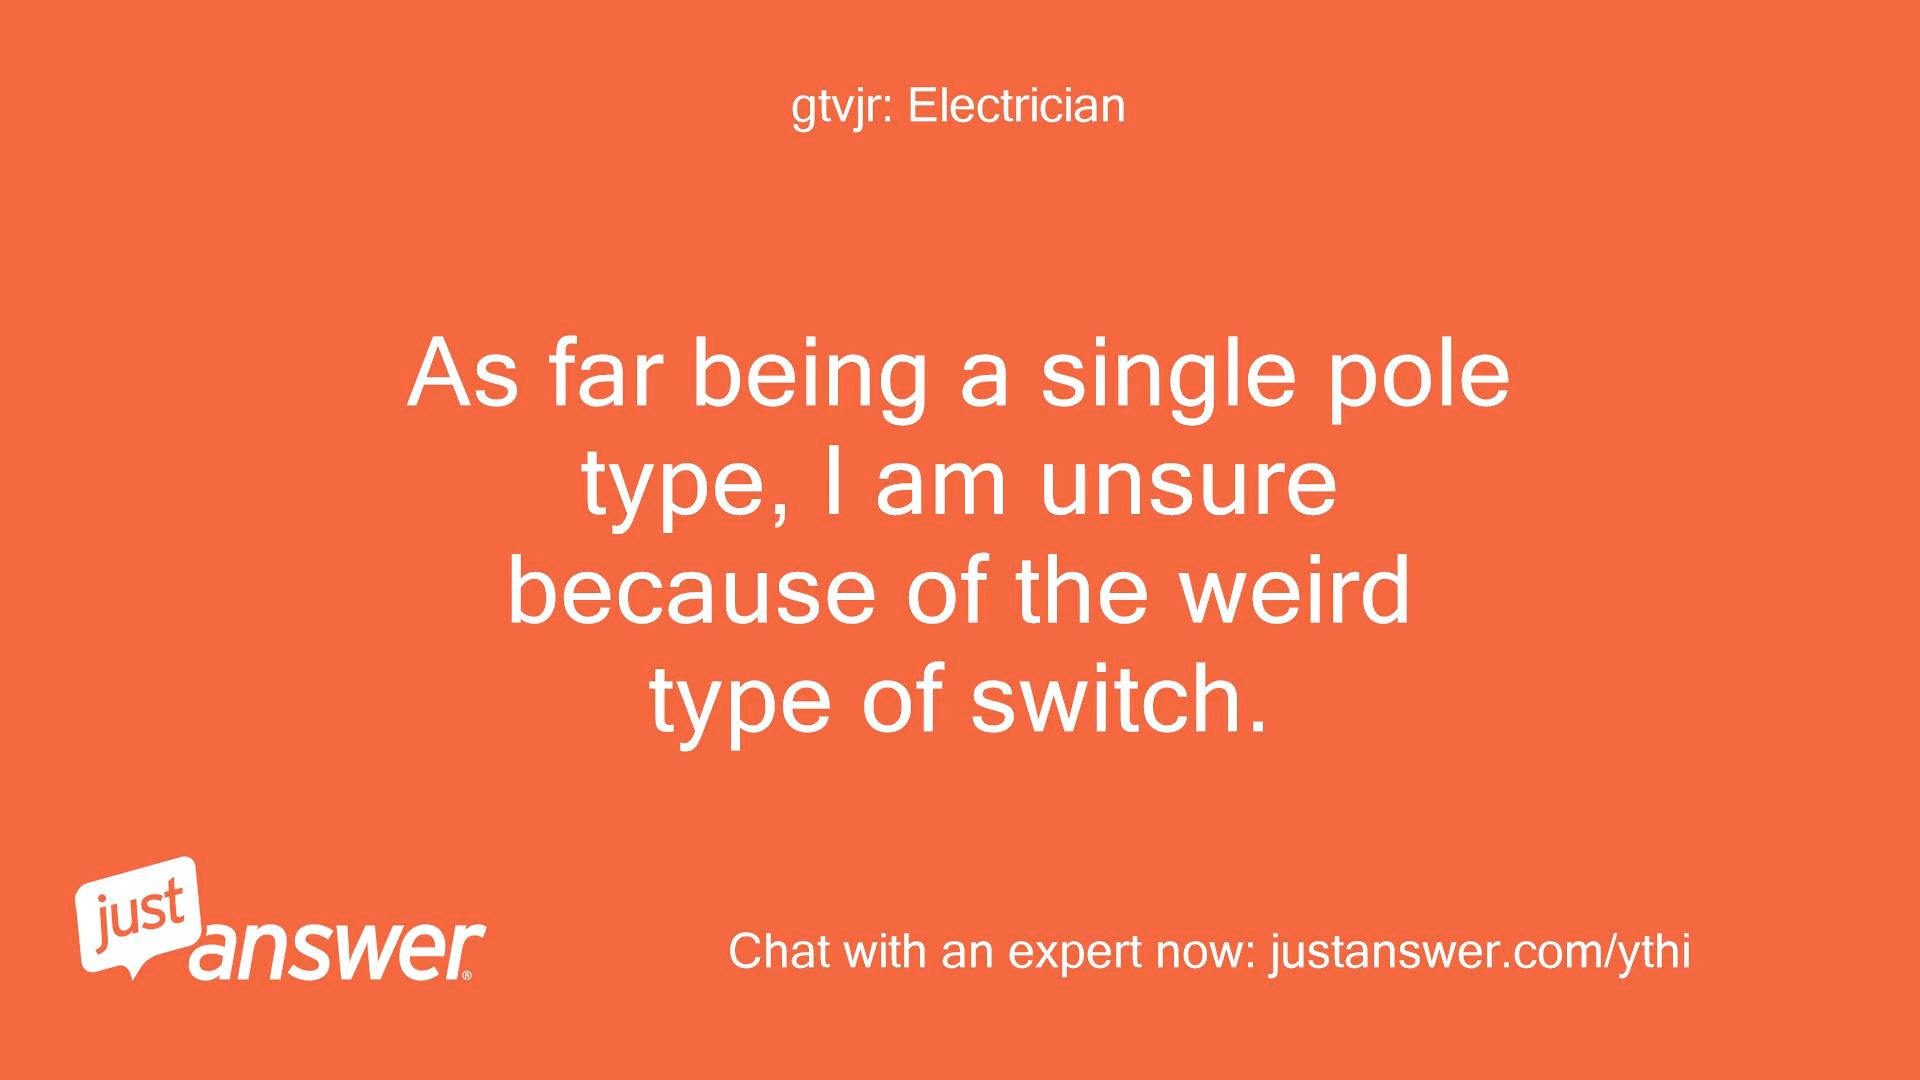 gtvjr: Electrician
As far being a single pole
type, I am unsure
because of the weird
type of switch.
just
answer®
Chat with an expert now: justanswer.com/ythi